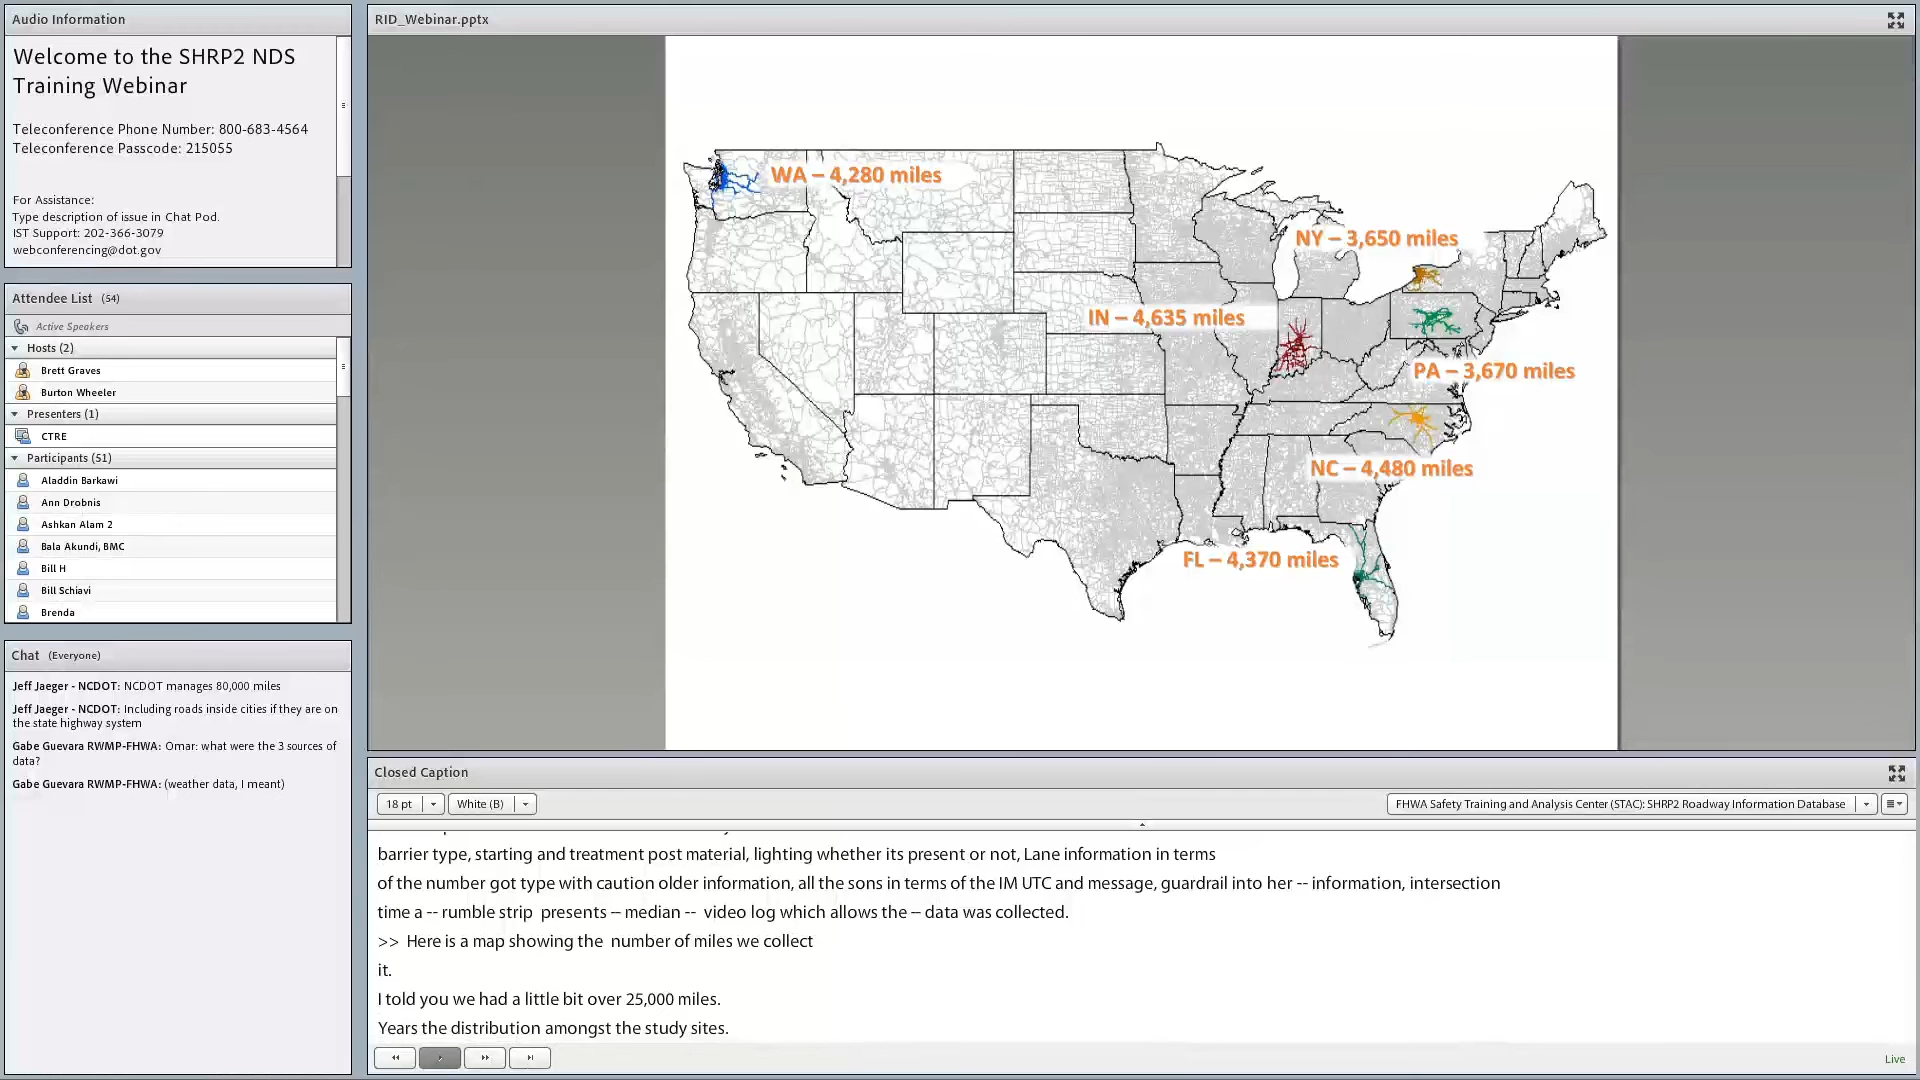 Audio Information
Welcome to the SHRP2 NDS
Training Webinar
Teleconference Phone Number: 800-683-4564
Teleconference Passcode: 215055
For Assistance:
Type description of issue in Chat Pod.
IST Support: 202-366-3079
webconferencing@dot.gov
Attendee List (54)
Active Speakers
Hosts (2)
Brett Graves
Burton Wheeler
Presenters (1)
CTRE
Participants (51)
Aladdin Barkawi
Ann Drobnis
Ashkan Alam 2
Bala Akundi, BMC
Bill H
Bill Schiavi
Brenda
Chat (Everyone)
Jeff Jaeger - NCDOT: NCDOT manages 80,000 miles
Jeff Jaeger - NCDOT: Including roads inside cities if they are on
the state highway system
Gabe Guevara RWMP-FHWA: Omar: what were the 3 sources of
data?
Gabe Guevara RWMP-FHWA: (weather data, I meant)
RID_Webinar.pptx
WA – 4,280 miles
NY – 3,650 miles
IN – 4,635 miles
PA – 3,670 miles
NC – 4,480 miles
FL – 4,370 miles
Closed Caption
18 pt White (B) FHWA Safety Training and Analysis Center (STAC): SHRP2 Roadway Information Database
barrier type, starting and treatment post material, lighting whether its present or not, Lane information in terms
of the number got type with caution older information, all the sons in terms of the IM UTC and message, guardrail into her -- information, intersection
time a -- rumble strip presents -- median -- video log which allows the -- data was collected.
>> Here is a map showing the number of miles we collect
it.
I told you we had a little bit over 25,000 miles.
Years the distribution amongst the study sites.
Live